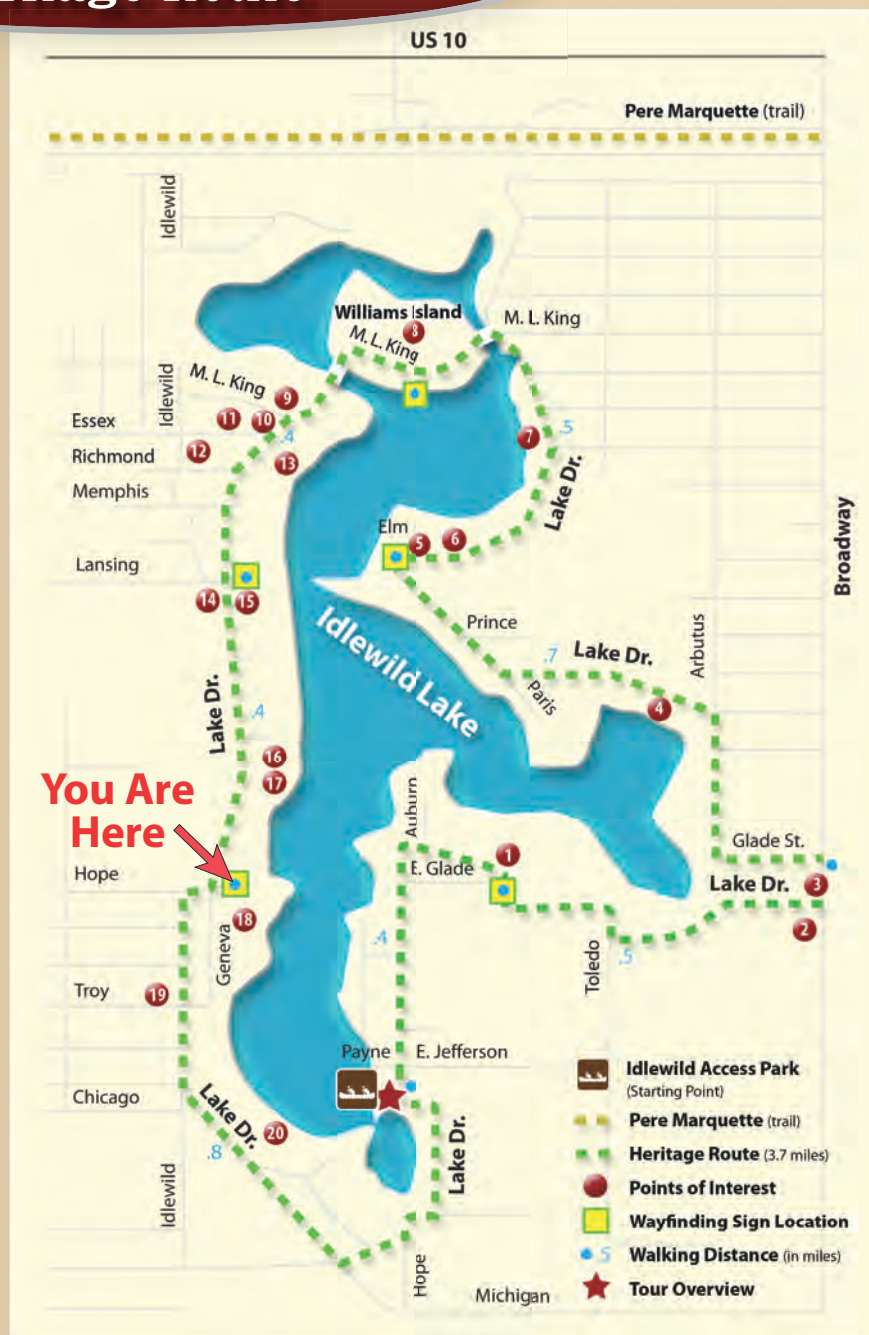 US 10
Pere Marquette (trail)
Idlewild
Williams Island
8
M. L. King
M. L. King
M. L. King
9
Idlewild
Essex
11
10
.4
7
.5
Richmond
12
13
Lake Dr.
Memphis
Elm
5
6
Broadway
Lansing
14
15
Idlewild Lake
Prince
.7
Lake Dr.
Arbutus
Paris
4
Lake Dr.
.4
16
17
You Are
Here
Auburn
Glade St.
1
Hope
E. Glade
Lake Dr.
3
18
2
Geneva
.4
Toledo
.5
Troy
19
Payne
E. Jefferson
Chicago
Lake Dr.
20
.8
Lake Dr.
Idlewild
Hope
Michigan
Idlewild Access Park
(Starting Point)
Pere Marquette (trail)
Heritage Route (3.7 miles)
Points of Interest
Wayfinding Sign Location
.5 Walking Distance (in miles)
Tour Overview